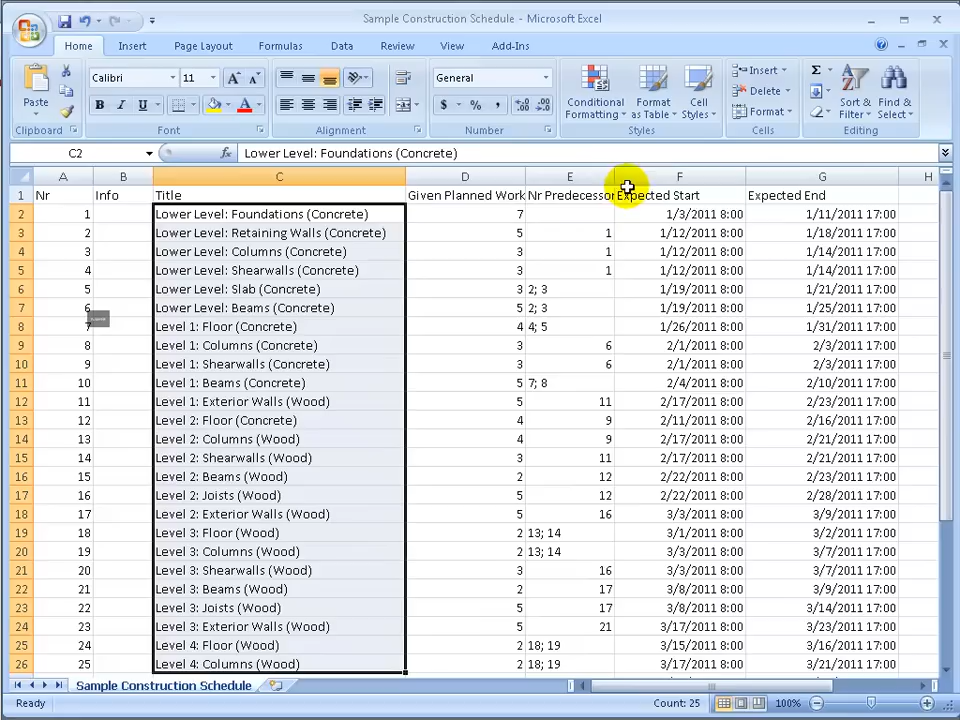 Sample Construction Schedule - Microsoft Excel
Home Insert Page Layout Formulas Data Review View Add-Ins
Paste
Calibri 11
B I U A
General
$ % ,
Conditional Formatting
Format as Table
Cell Styles
Insert
Delete
Format
Σ
Sort & Filter
Find & Select
Clipboard Font Alignment Number Styles Cells Editing
C2 fx Lower Level: Foundations (Concrete)
A B C D E F G H
1 Nr Info Title Given Planned Work Nr Predecessor Expected Start Expected End
2 1 Lower Level: Foundations (Concrete) 7 1/3/2011 8:00 1/11/2011 17:00
3 2 Lower Level: Retaining Walls (Concrete) 5 1 1/12/2011 8:00 1/18/2011 17:00
4 3 Lower Level: Columns (Concrete) 3 1 1/12/2011 8:00 1/14/2011 17:00
5 4 Lower Level: Shearwalls (Concrete) 3 1 1/12/2011 8:00 1/14/2011 17:00
6 5 Lower Level: Slab (Concrete) 3 2; 3 1/19/2011 8:00 1/21/2011 17:00
7 6 Lower Level: Beams (Concrete) 5 2; 3 1/19/2011 8:00 1/25/2011 17:00
8 7 Level 1: Floor (Concrete) 4 4; 5 1/26/2011 8:00 1/31/2011 17:00
9 8 Level 1: Columns (Concrete) 3 6 2/1/2011 8:00 2/3/2011 17:00
10 9 Level 1: Shearwalls (Concrete) 3 6 2/1/2011 8:00 2/3/2011 17:00
11 10 Level 1: Beams (Concrete) 5 7; 8 2/4/2011 8:00 2/10/2011 17:00
12 11 Level 1: Exterior Walls (Wood) 5 11 2/17/2011 8:00 2/23/2011 17:00
13 12 Level 2: Floor (Concrete) 4 9 2/11/2011 8:00 2/16/2011 17:00
14 13 Level 2: Columns (Wood) 4 9 2/17/2011 8:00 2/21/2011 17:00
15 14 Level 2: Shearwalls (Wood) 3 11 2/17/2011 8:00 2/21/2011 17:00
16 15 Level 2: Beams (Wood) 2 12 2/22/2011 8:00 2/23/2011 17:00
17 16 Level 2: Joists (Wood) 5 12 2/22/2011 8:00 2/28/2011 17:00
18 17 Level 2: Exterior Walls (Wood) 5 16 3/3/2011 8:00 3/9/2011 17:00
19 18 Level 3: Floor (Wood) 2 13; 14 3/1/2011 8:00 3/2/2011 17:00
20 19 Level 3: Columns (Wood) 2 13; 14 3/3/2011 8:00 3/7/2011 17:00
21 20 Level 3: Shearwalls (Wood) 3 16 3/3/2011 8:00 3/7/2011 17:00
22 21 Level 3: Beams (Wood) 2 17 3/8/2011 8:00 3/9/2011 17:00
23 22 Level 3: Joists (Wood) 5 17 3/8/2011 8:00 3/14/2011 17:00
24 23 Level 3: Exterior Walls (Wood) 5 21 3/17/2011 8:00 3/23/2011 17:00
25 24 Level 4: Floor (Wood) 2 18; 19 3/15/2011 8:00 3/16/2011 17:00
26 25 Level 4: Columns (Wood) 2 18; 19 3/17/2011 8:00 3/21/2011 17:00
Sample Construction Schedule
Ready Count: 25 100%